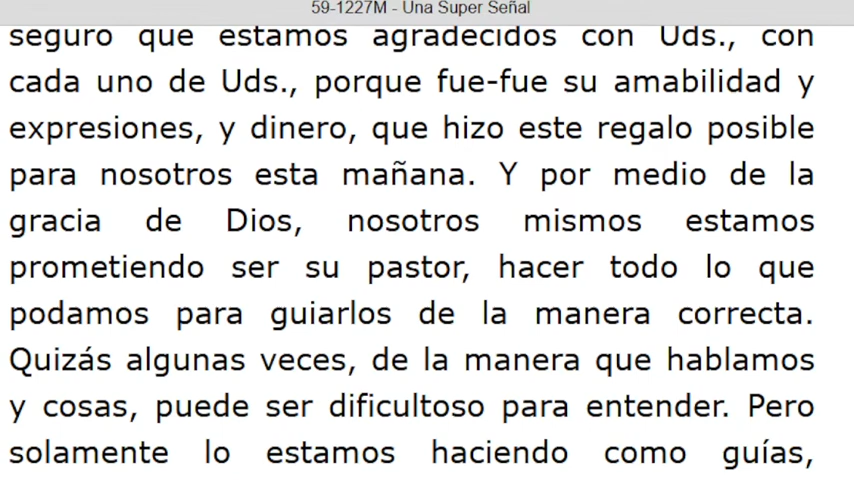 59-1227M - Una Super Señal
seguro que estamos agradecidos con Uds., con
cada uno de Uds., porque fue-fue su amabilidad y
expresiones, y dinero, que hizo este regalo posible
para nosotros esta mañana. Y por medio de la
gracia de Dios, nosotros mismos estamos
prometiendo ser su pastor, hacer todo lo que
podamos para guiarlos de la manera correcta.
Quizás algunas veces, de la manera que hablamos
y cosas, puede ser dificultoso para entender. Pero
solamente lo estamos haciendo como guías,